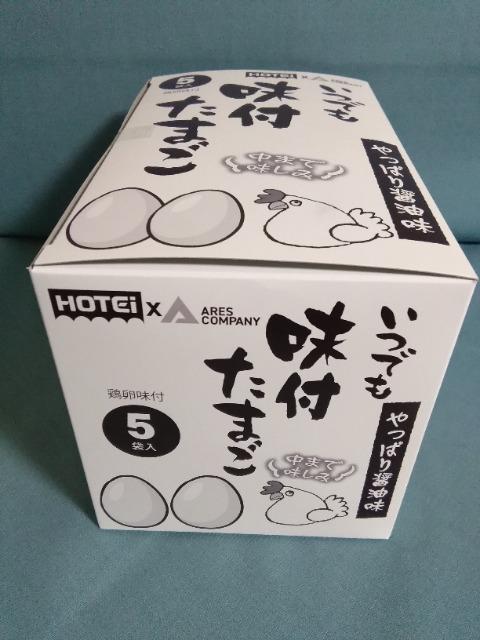 HOTEi X ARES COMPANY
いつでも
味付
たまご
5
中まで
味しみ
やっぱり醤油味
HOTEi X ARES
COMPANY
いつでも
味付
たまご
鶏卵味付
5
袋入
中まで
味しみ
やっぱり醤油味